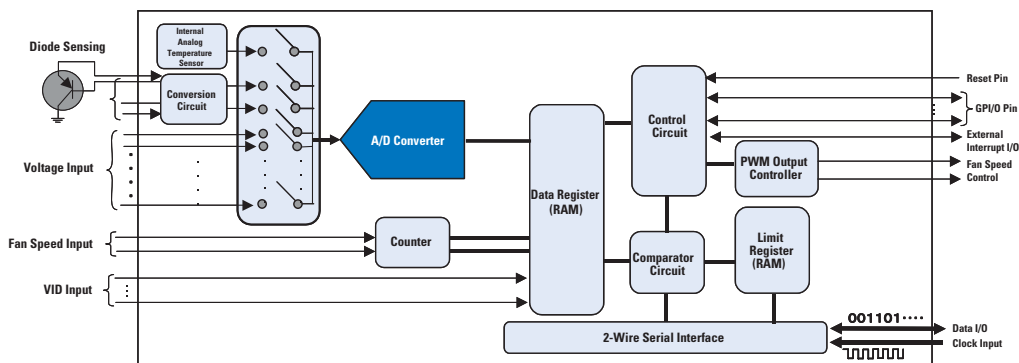 Internal
Analog
Temperature
Sensor
Diode Sensing
Conversion
Circuit
Voltage Input
A/D Converter
Data Register
(RAM)
Control
Circuit
Reset Pin
GPI/O Pin
External
Interrupt I/O
PWM Output
Controller
Fan Speed
Control
Fan Speed Input
Counter
Comparator
Circuit
Limit
Register
(RAM)
VID Input
2-Wire Serial Interface
001101····
Data I/O
Clock Input